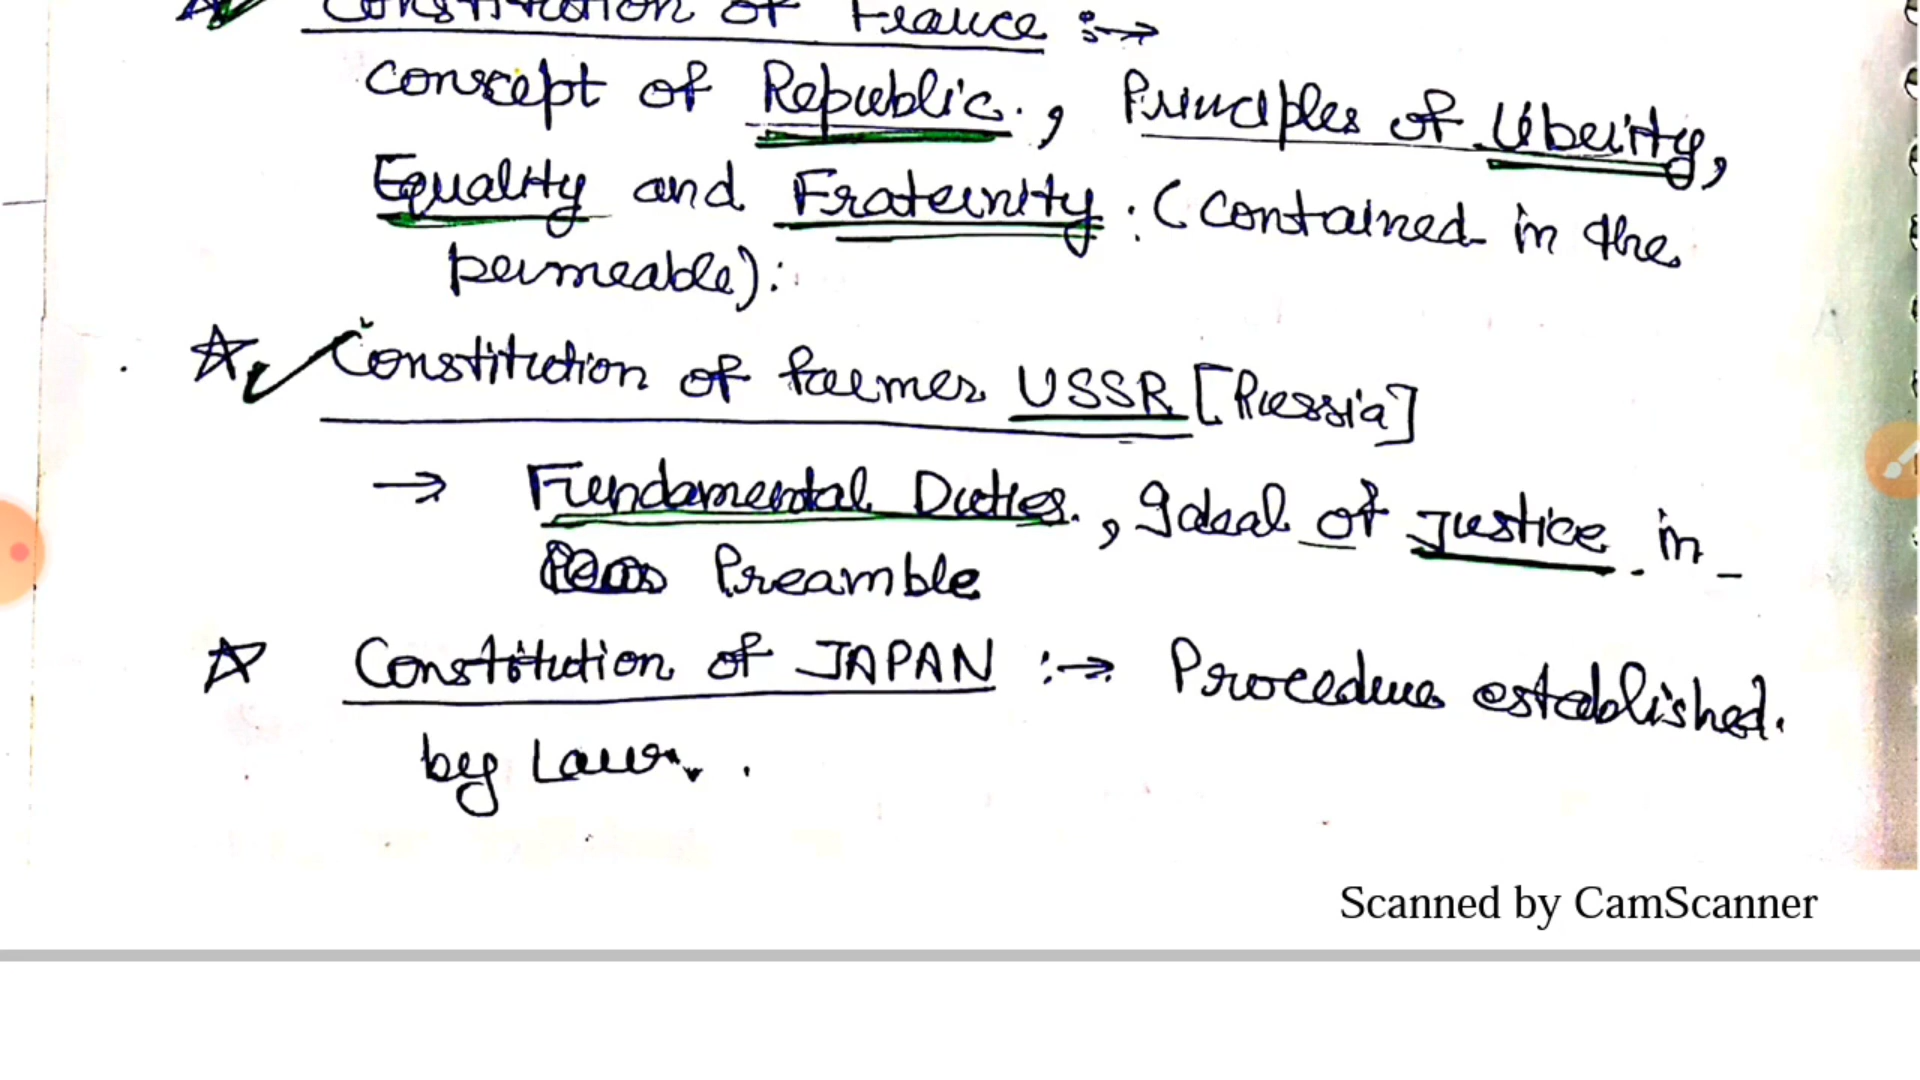 Constitution of France :→
concept of Republic., Principles of Liberty,
Equality and Fraternity. (contained in the
permeable):
Constitution of former USSR [Russia]
→ Fundamental Duties, Ideal of Justice in
Preamble
Constitution of JAPAN :→ Procedure established.
by Law.
Scanned by CamScanner